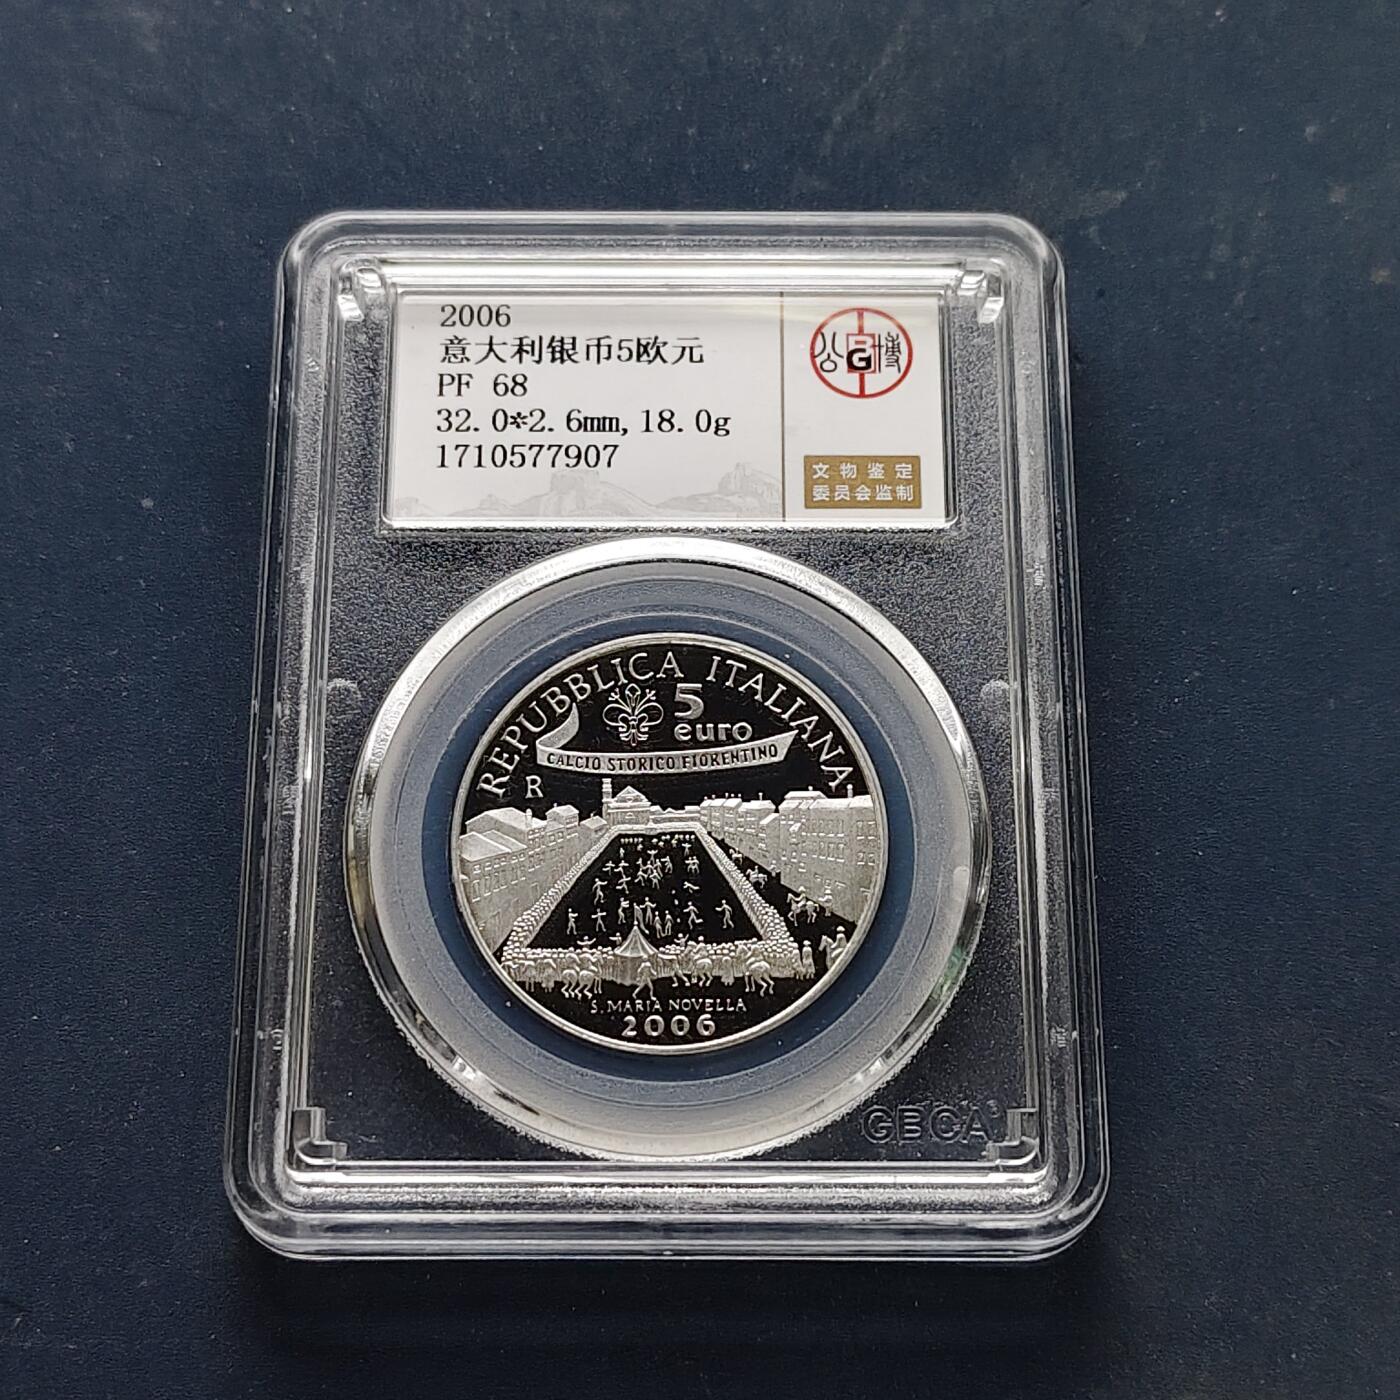 2006
意大利银币5欧元
PF 68
32.0*2.6mm,18.0g
1710577907
公 G 博
文物鉴定
委员会监制
REPUBBLICA ITALIANA
5
euro
CALCIO STORICO FIORENTINO
R
S. MARIA NOVELLA
2006
GBCA